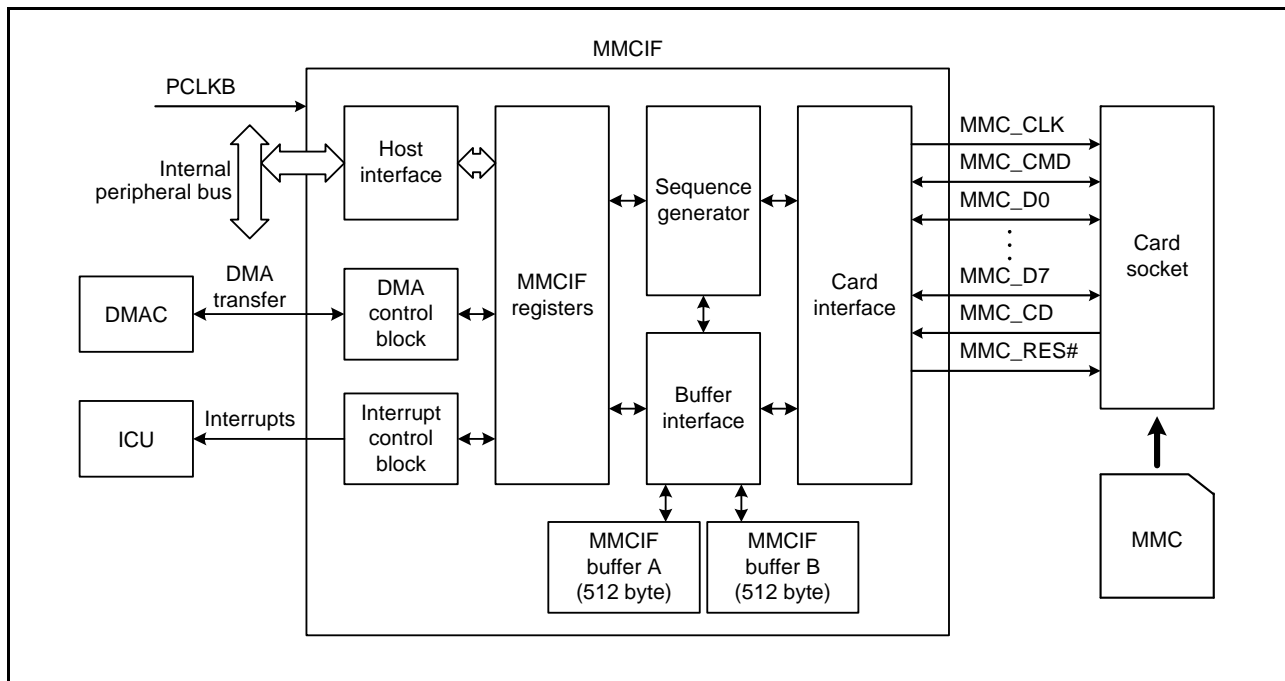 MMCIF
PCLKB
Internal
peripheral bus
Host
interface
DMAC
DMA
transfer
DMA
control
block
ICU
Interrupts
Interrupt
control
block
MMCIF
registers
Sequence
generator
Buffer
interface
MMCIF
buffer A
(512 byte)
MMCIF
buffer B
(512 byte)
Card
interface
MMC_CLK
MMC_CMD
MMC_D0
MMC_D7
MMC_CD
MMC_RES#
Card
socket
MMC